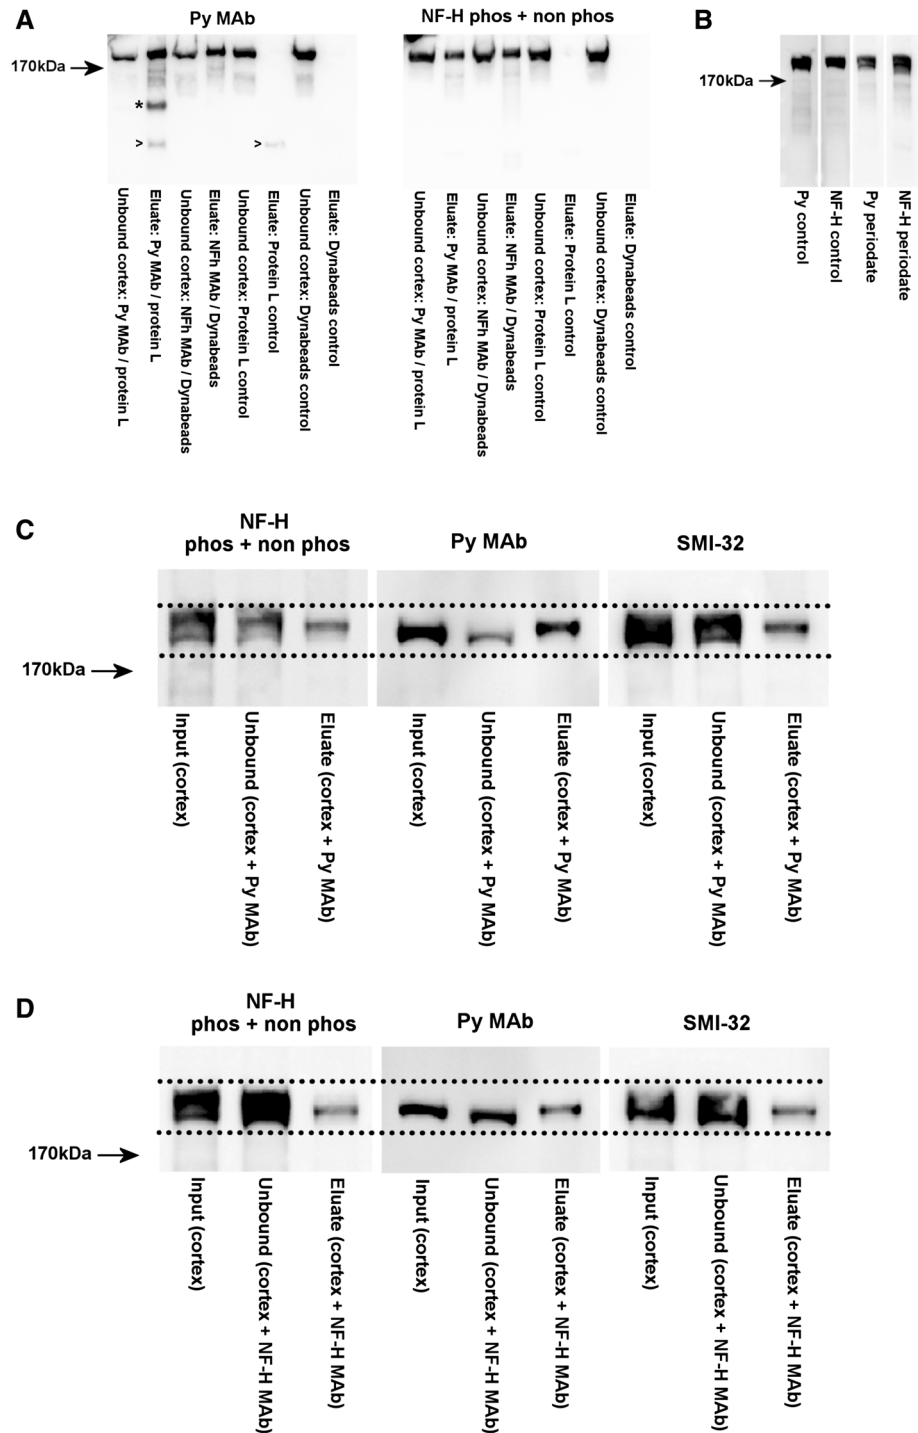 A
Py MAb
NF-H phos + non phos
170kDa
*
>
>
Unbound cortex: Py MAb / protein L
Eluate: Py MAb / protein L
Unbound cortex: NFh MAb / Dynabeads
Eluate: NFh MAb / Dynabeads
Unbound cortex: Protein L control
Eluate: Protein L control
Unbound cortex: Dynabeads control
Eluate: Dynabeads control
Unbound cortex: Py MAb / protein L
Eluate: Py MAb / protein L
Unbound cortex: NFh MAb / Dynabeads
Eluate: NFh MAb / Dynabeads
Unbound cortex: Protein L control
Eluate: Protein L control
Unbound cortex: Dynabeads control
Eluate: Dynabeads control
B
170kDa
Py control
NF-H control
Py periodate
NF-H periodate
C
NF-H
phos + non phos
Py MAb
SMI-32
170kDa
Input (cortex)
Unbound (cortex + Py MAb)
Eluate (cortex + Py MAb)
Input (cortex)
Unbound (cortex + Py MAb)
Eluate (cortex + Py MAb)
Input (cortex)
Unbound (cortex + Py MAb)
Eluate (cortex + Py MAb)
D
NF-H
phos + non phos
Py MAb
SMI-32
170kDa
Input (cortex)
Unbound (cortex + NF-H MAb)
Eluate (cortex + NF-H MAb)
Input (cortex)
Unbound (cortex + NF-H MAb)
Eluate (cortex + NF-H MAb)
Input (cortex)
Unbound (cortex + NF-H MAb)
Eluate (cortex + NF-H MAb)